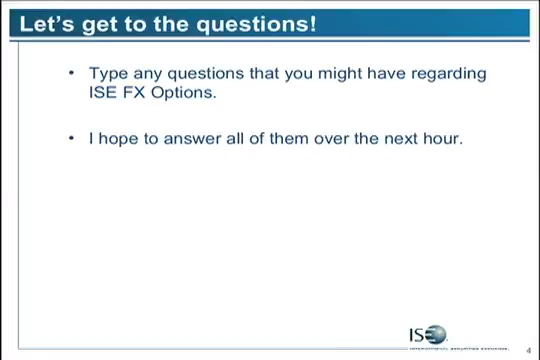 Let's get to the questions!
• Type any questions that you might have regarding
ISE FX Options.
• I hope to answer all of them over the next hour.
ISE
4